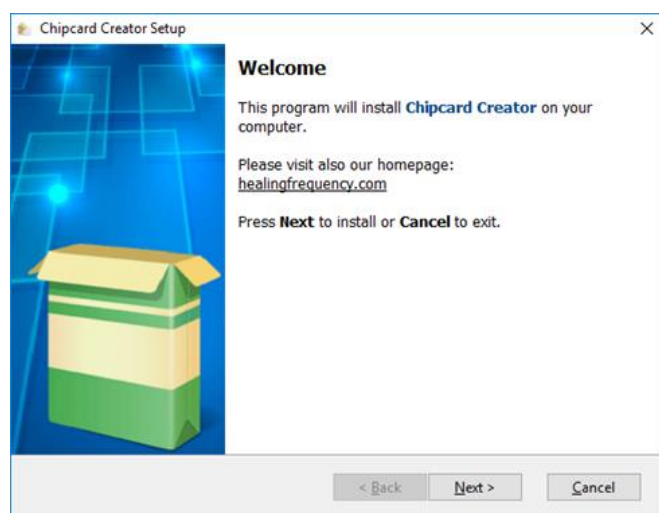 Chipcard Creator Setup
Welcome
This program will install Chipcard Creator on your
computer.
Please visit also our homepage:
healingfrequency.com
Press Next to install or Cancel to exit.
< Back Next > Cancel